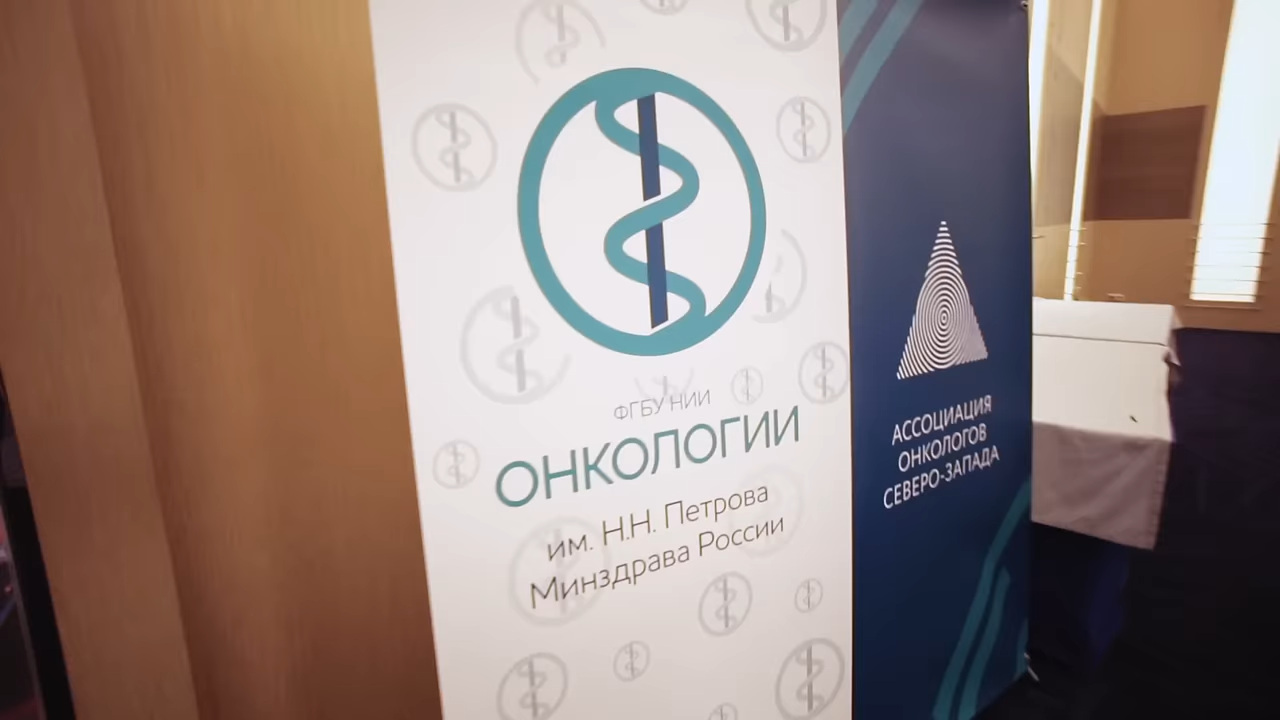 ФГБУ НИИ
ОНКОЛОГИИ
им. Н.Н. Петрова
Минздрава России
АССОЦИАЦИЯ
ОНКОЛОГОВ
СЕВЕРО-ЗАПАДА